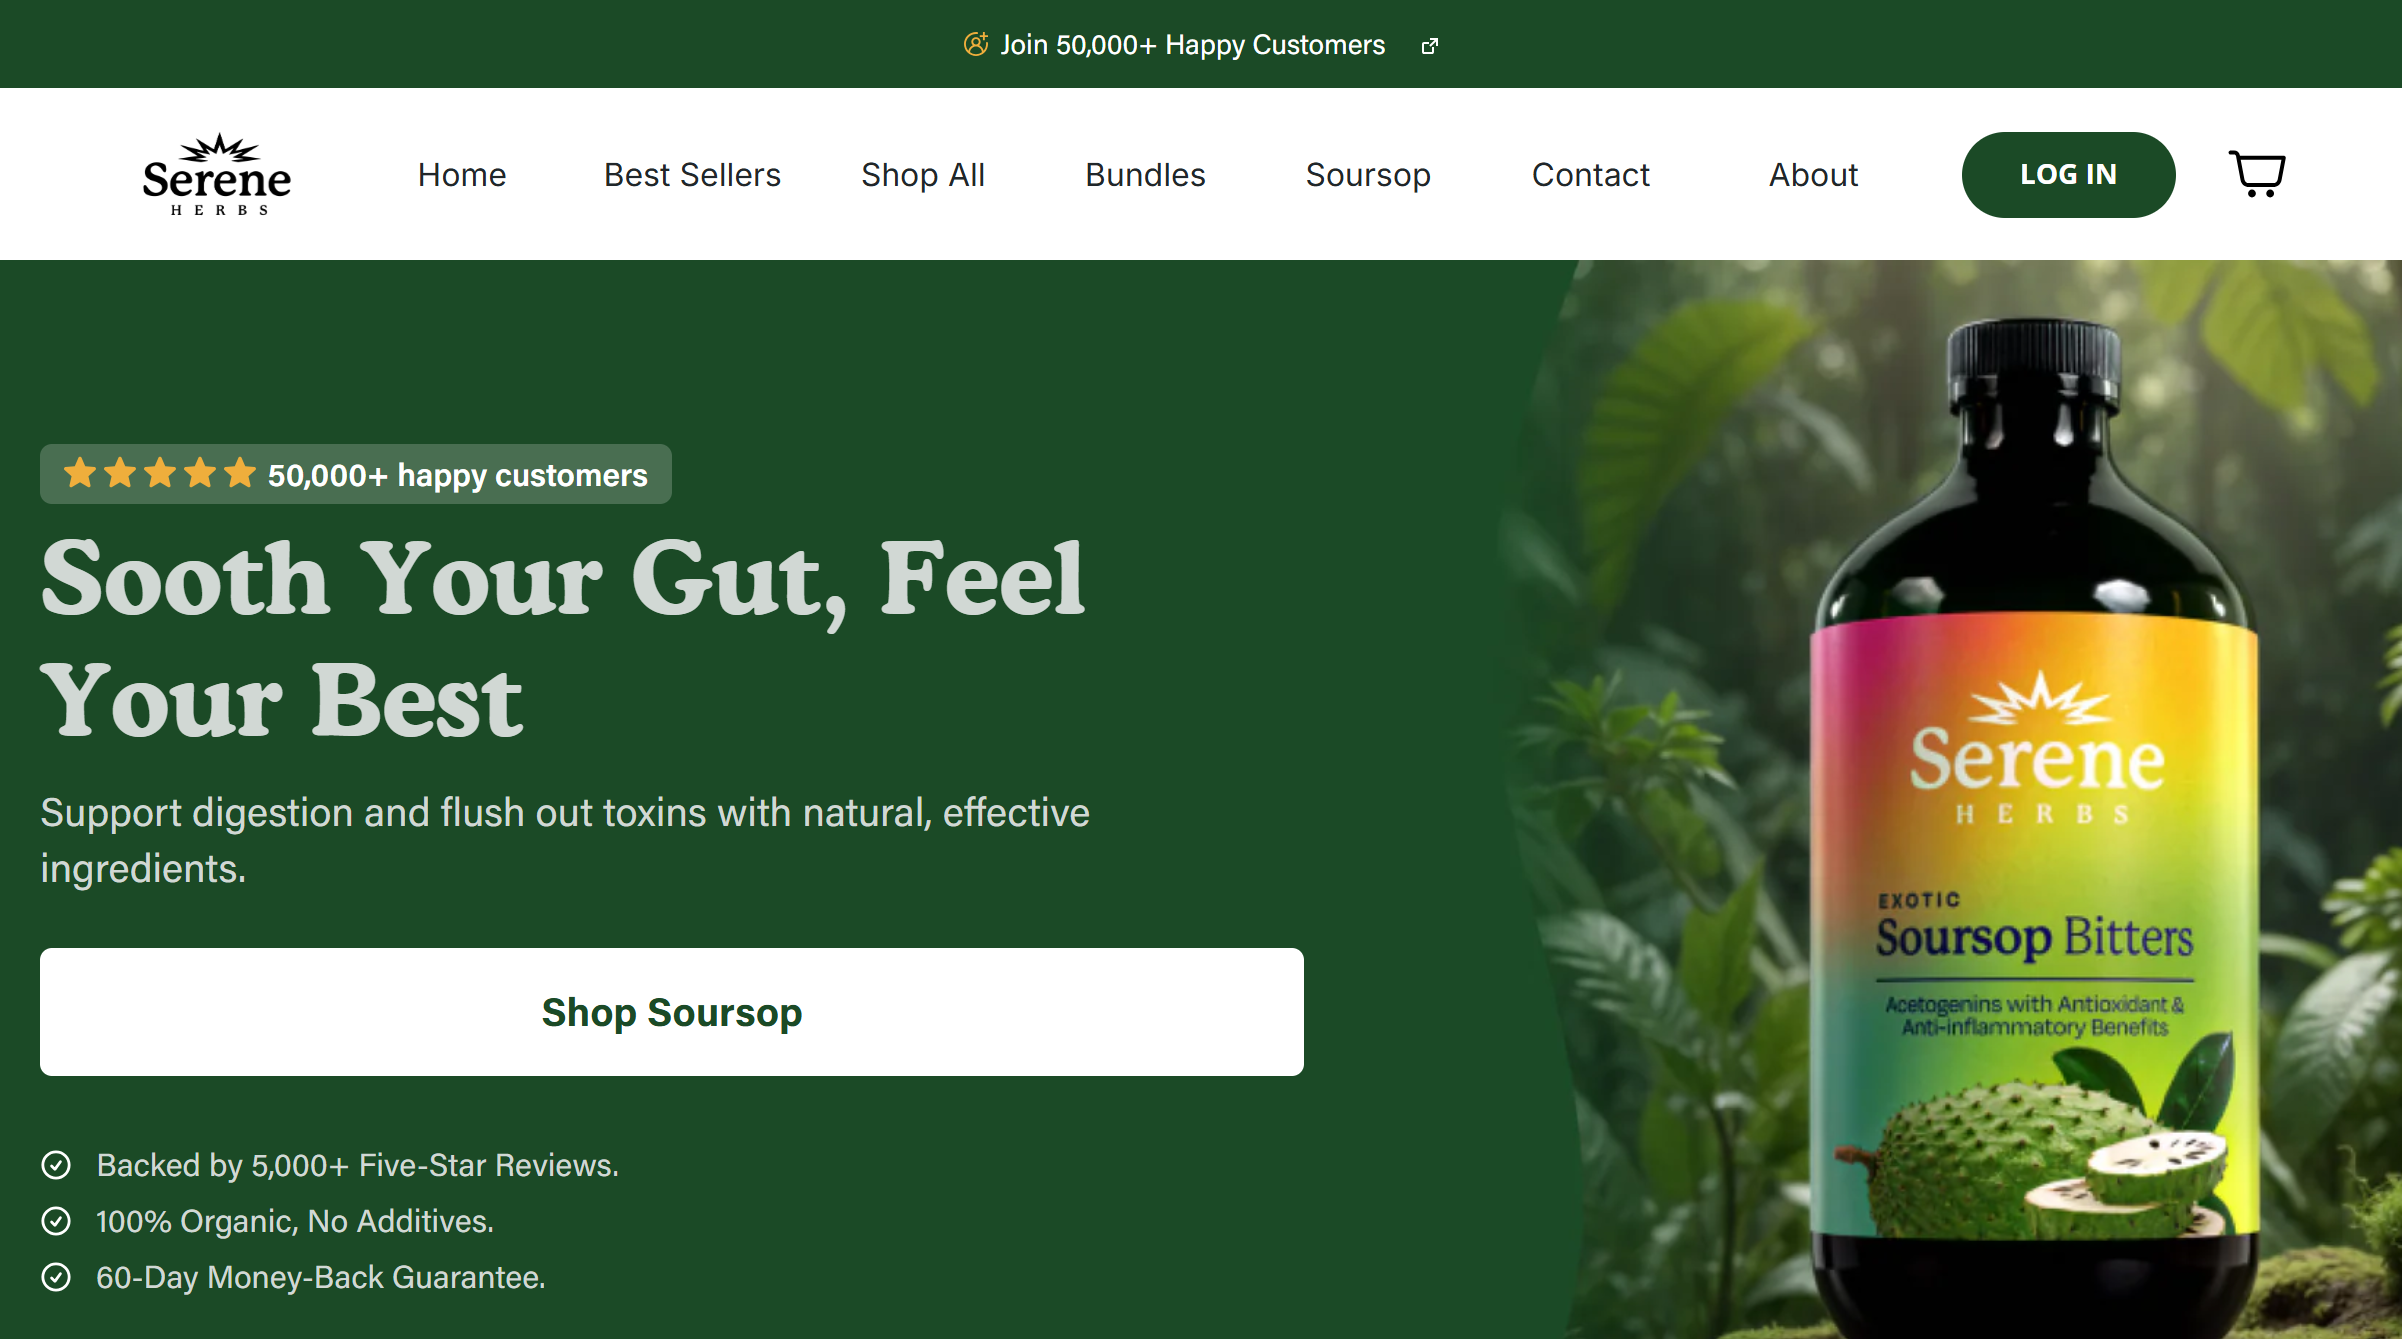 Join 50,000+ Happy Customers
Serene
HERBS
Home
Best Sellers
Shop All
Bundles
Soursop
Contact
About
LOG IN
50,000+ happy customers
Sooth Your Gut, Feel
Your Best
Support digestion and flush out toxins with natural, effective
ingredients.
Shop Soursop
Backed by 5,000+ Five-Star Reviews.
100% Organic, No Additives.
60-Day Money-Back Guarantee.
Serene
HERBS
EXOTIC
Soursop Bitters
Acetogenins with Antioxidant &
Anti-inflammatory Benefits